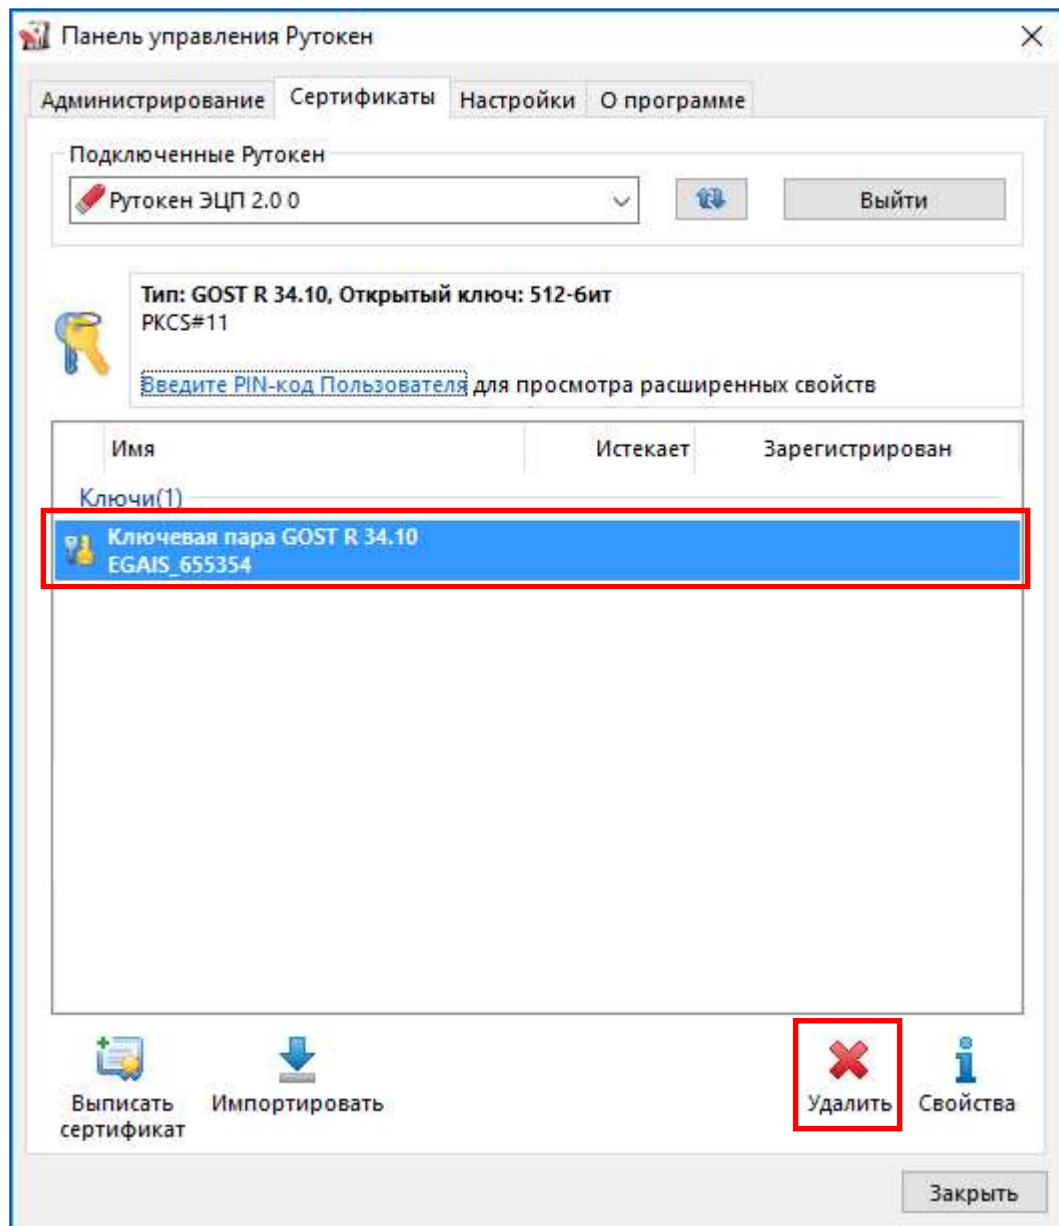 Панель управления Рутокен
Администрирование Сертификаты Настройки О программе
Подключенные Рутокен
Рутокен ЭЦП 2.0 0 Выйти
Тип: GOST R 34.10, Открытый ключ: 512-бит
PKCS#11
Введите PIN-код Пользователя для просмотра расширенных свойств
Имя Истекает Зарегистрирован
Ключи(1)
Ключевая пара GOST R 34.10
EGAIS_655354
Выписать Импортировать Удалить Свойства
сертификат
Закрыть